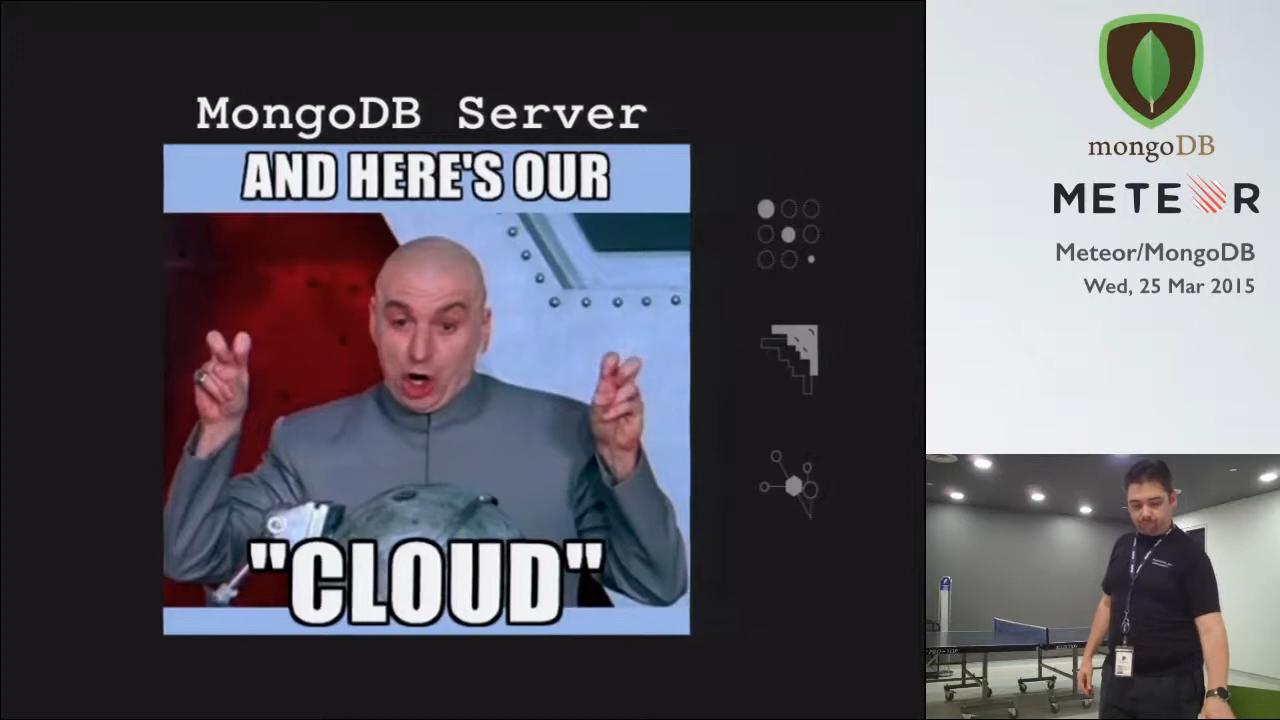 MongoDB Server
AND HERE'S OUR
"CLOUD"
mongoDB
METEOR
Meteor/MongoDB
Wed, 25 Mar 2015